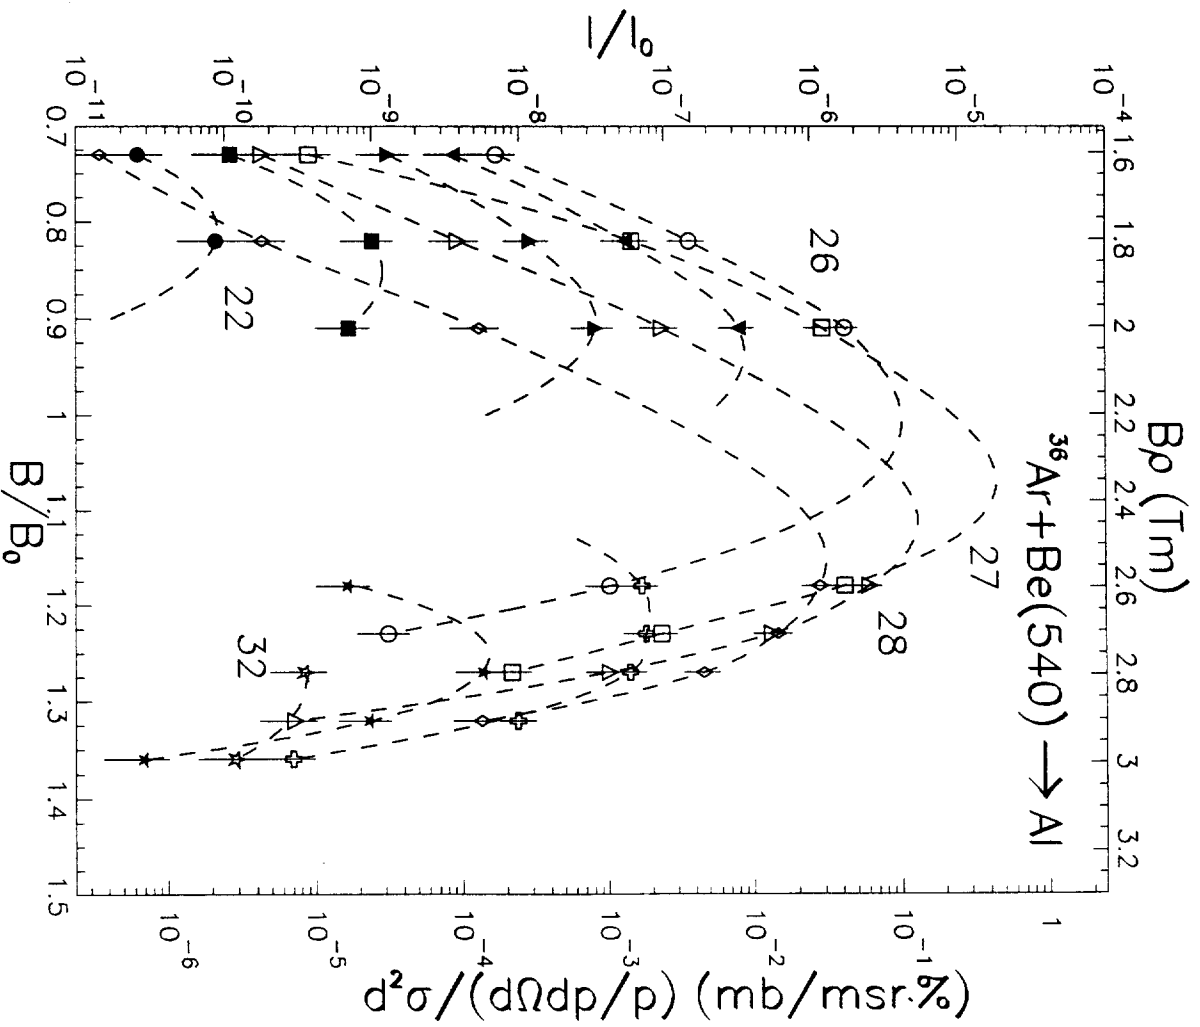 Bρ (Tm)
1.6 1.8 2 2.2 2.4 2.6 2.8 3 3.2
³⁶Ar+Be(540) → Al
I/I₀
10⁻⁴
10⁻⁵
10⁻⁶
10⁻⁷
10⁻⁸
10⁻⁹
10⁻¹⁰
10⁻¹¹
27
28
26
22
32
1
10⁻¹
10⁻²
10⁻³
10⁻⁴
10⁻⁵
10⁻⁶
d²σ/(dΩdp/p) (mb/msr·%)
0.7 0.8 0.9 1 1.1 1.2 1.3 1.4 1.5
B/B₀